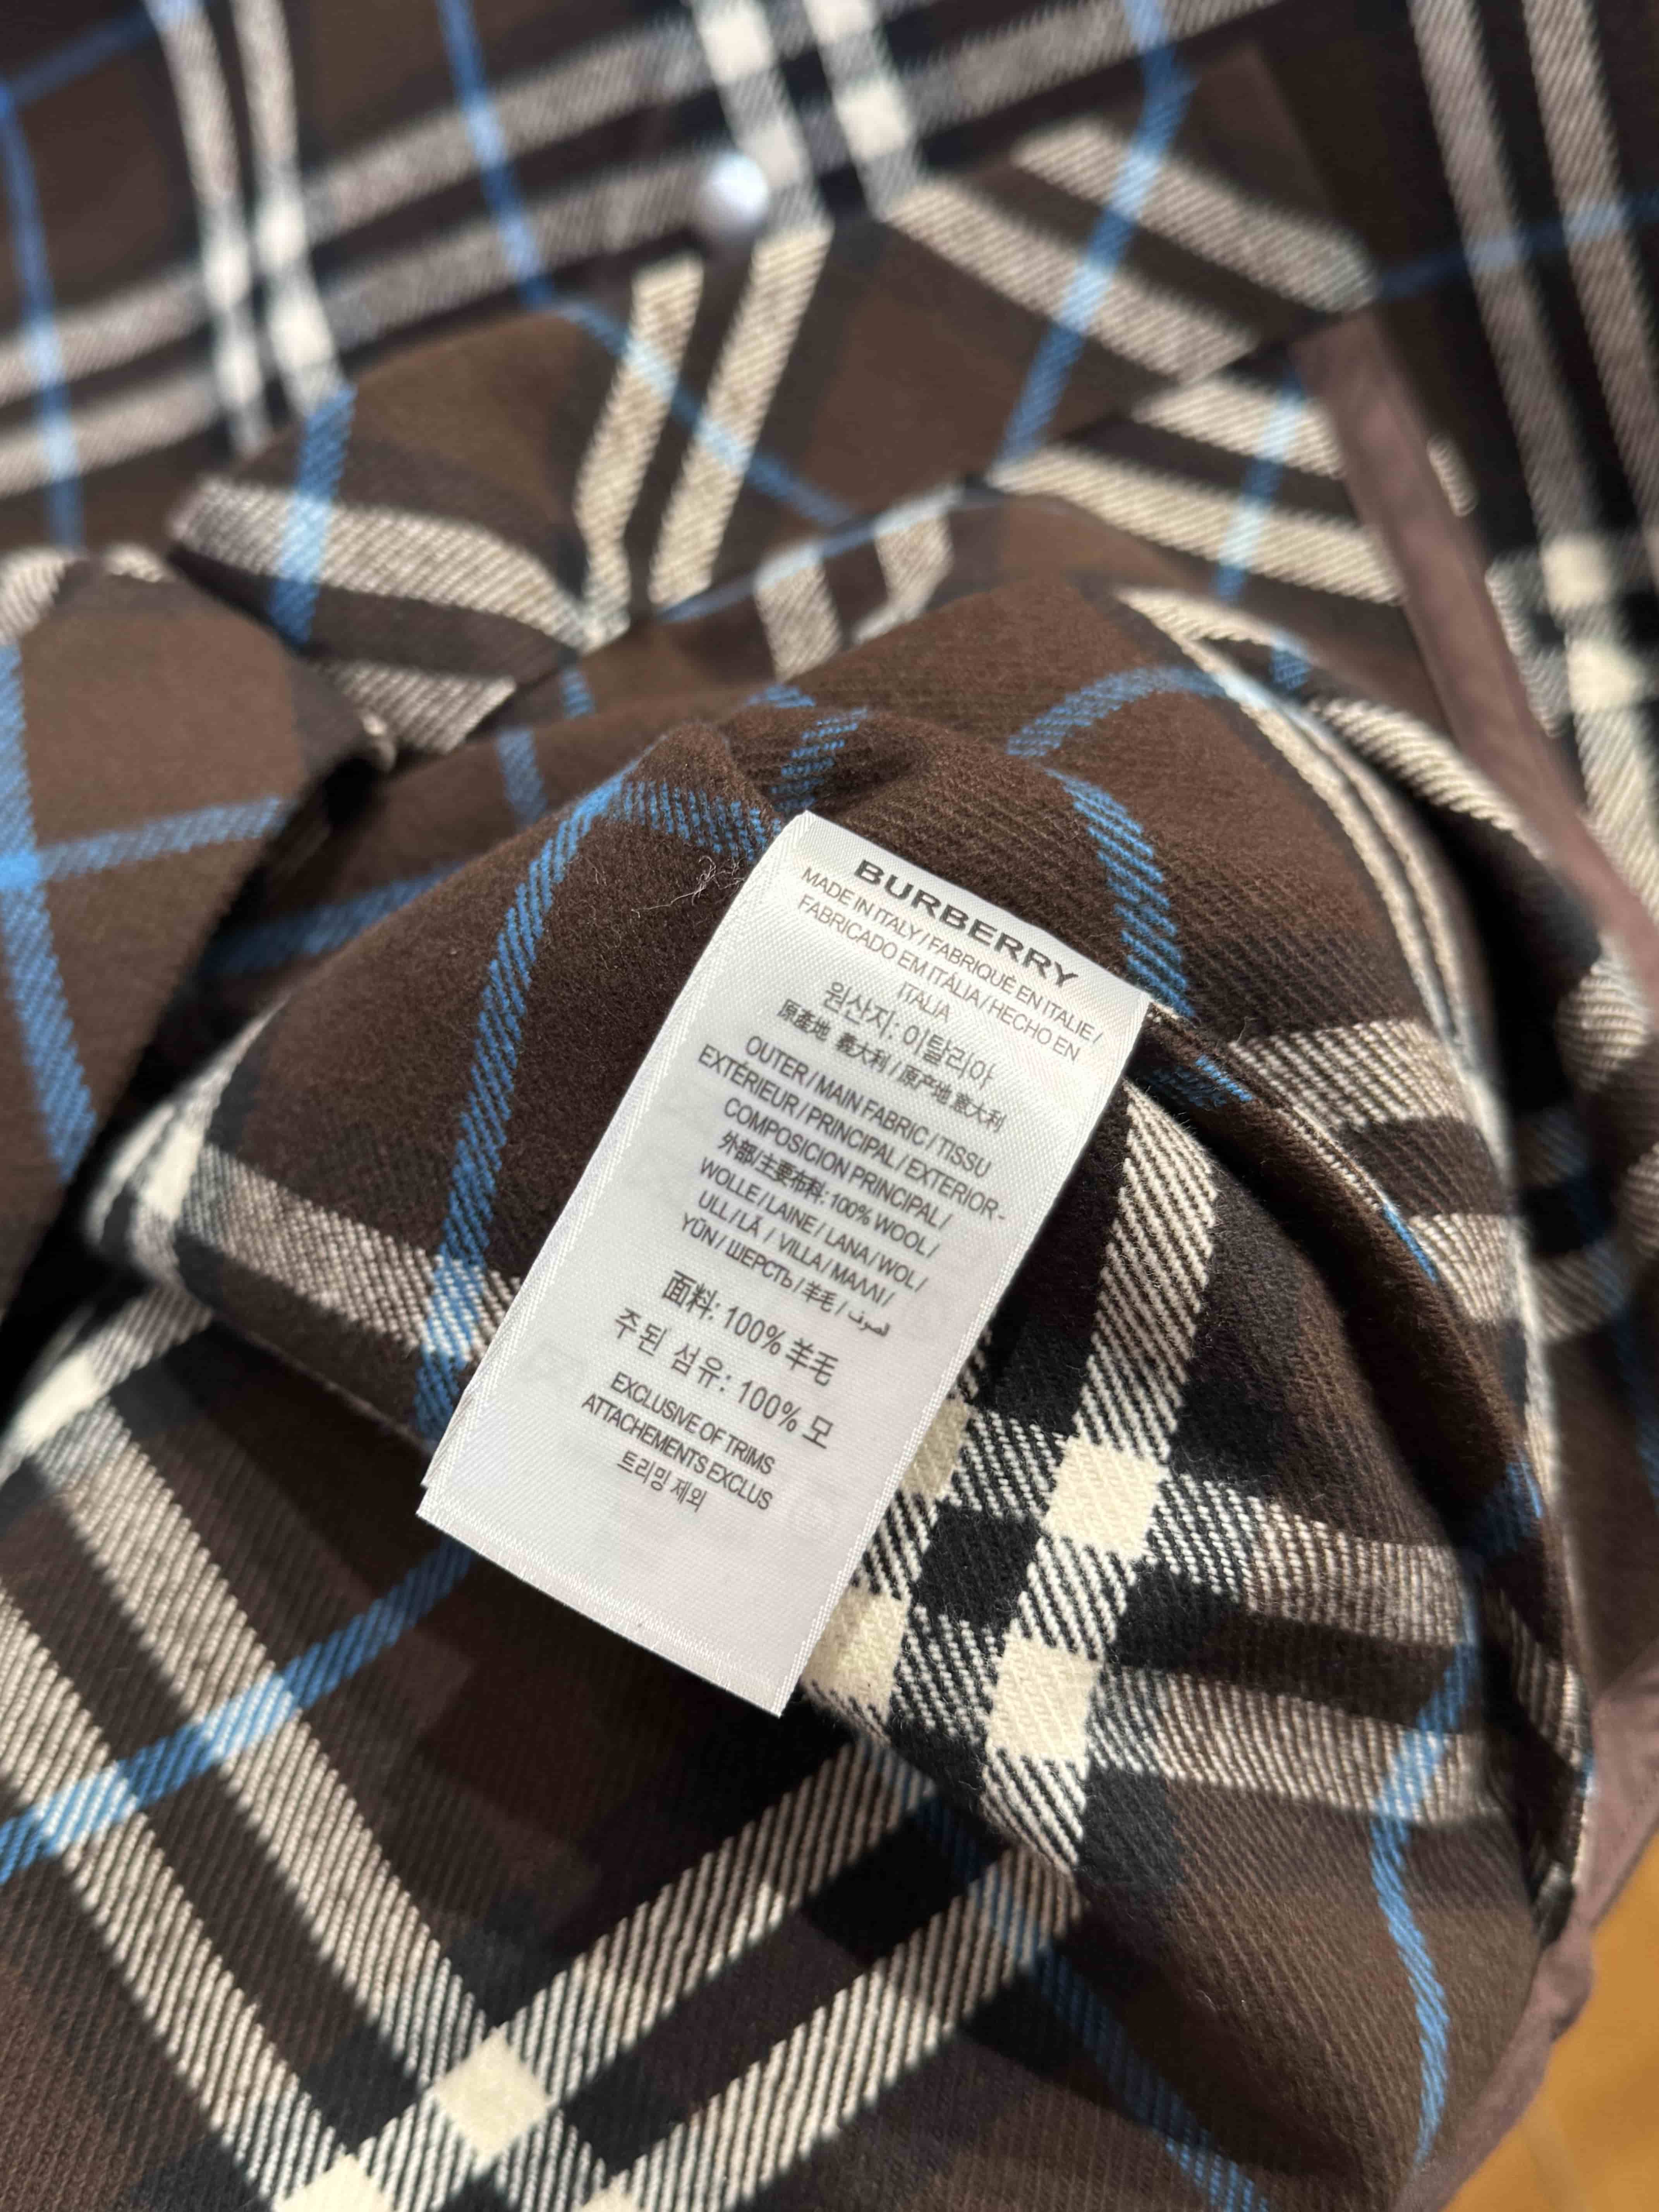 BURBERRY
MADE IN ITALY / FABRIQUÉ EN ITALIE /
FABRICADO EM ITÁLIA / HECHO EN
ITALIA
원산지: 이탈리아
原產地 義大利 / 原产地 意大利
OUTER / MAIN FABRIC / TISSU
EXTÉRIEUR / PRINCIPAL / EXTERIOR-
COMPOSICION PRINCIPAL /
外部/主要布料: 100% WOOL /
WOLLE / LAINE / LANA / WOL /
ULL / LÃ / VILLA / ΜΑΛΛΙ /
YÜN / ШЕРСТЬ / 羊毛 / الصوف
面料: 100% 羊毛
주된 섬유: 100% 모
EXCLUSIVE OF TRIMS
ATTACHEMENTS EXCLUS
트리밍 제외